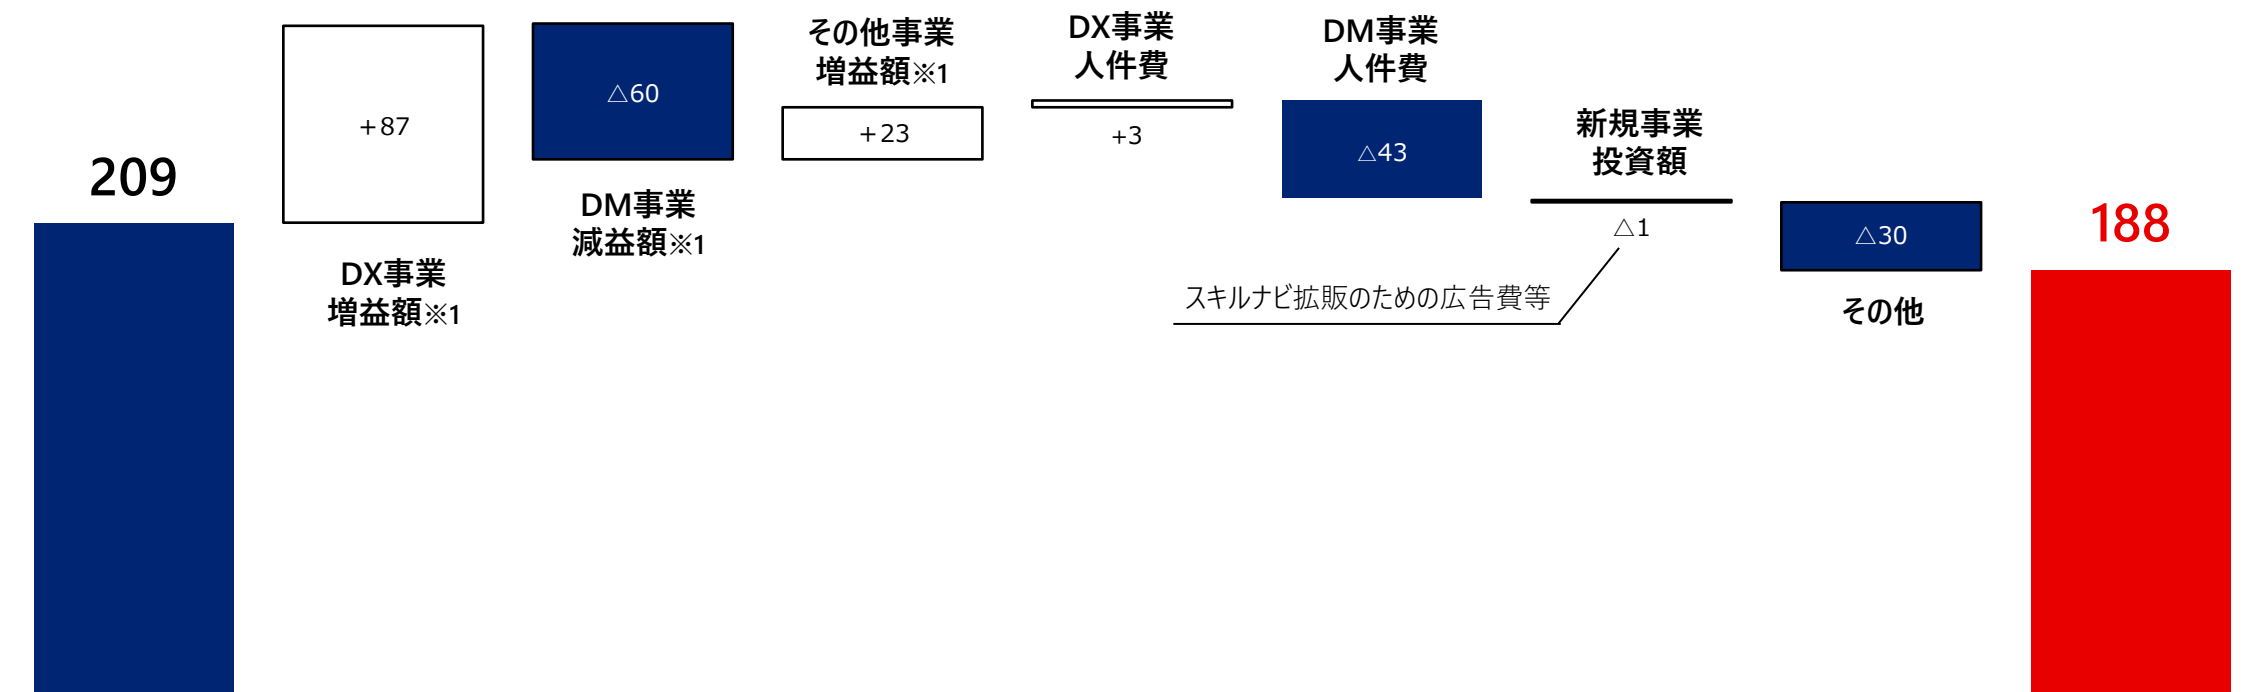 209
+87
DX事業
増益額※1
△60
DM事業
減益額※1
その他事業
増益額※1
+23
DX事業
人件費
+3
DM事業
人件費
△43
新規事業
投資額
△1
スキルナビ拡販のための広告費等
△30
その他
188